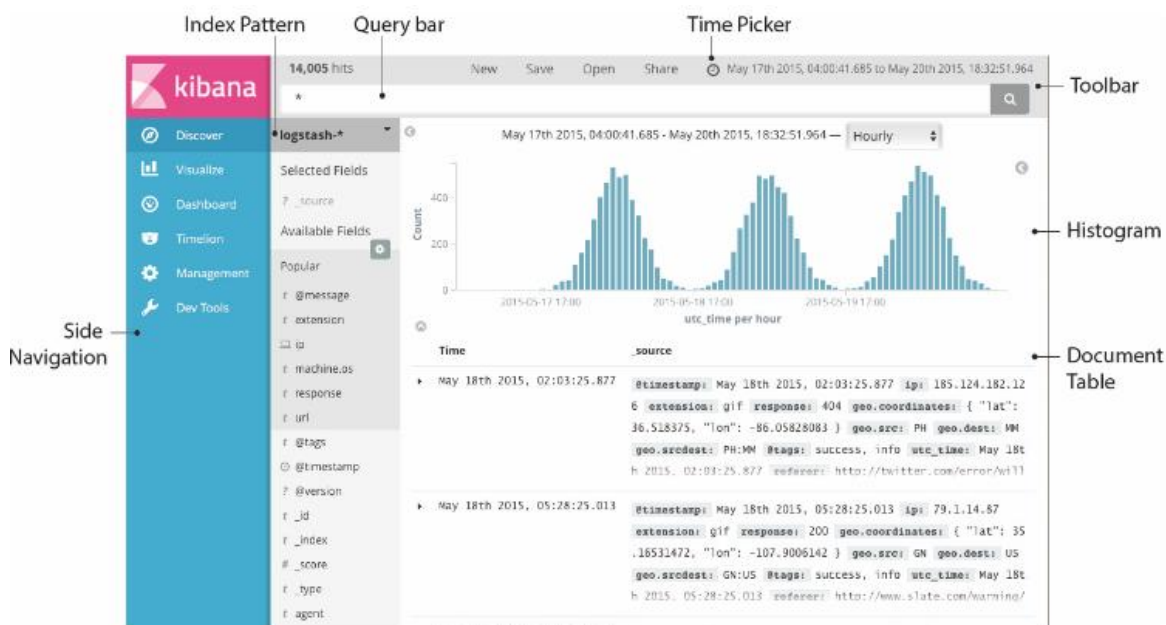 Index Pattern
Query bar
Time Picker
kibana
14,005 hits
New Save Open Share May 17th 2015, 04:00:41.685 to May 20th 2015, 18:32:51.964
Toolbar
*
Discover
Visualize
Dashboard
Timelion
Management
Dev Tools
Side
Navigation
logstash-*
Selected Fields
? _source
Available Fields
Popular
t @message
t extension
ip
t machine.os
t response
t url
t @tags
@timestamp
? @version
t _id
t _index
# _score
t _type
t agent
May 17th 2015, 04:00:41.685 - May 20th 2015, 18:32:51.964 — Hourly
Count
400
200
0
2015-05-17 17:00 2015-05-18 17:00 2015-05-19 17:00
utc_time per hour
Histogram
Time _source
Document
Table
May 18th 2015, 02:03:25.877
@timestamp: May 18th 2015, 02:03:25.877 ip: 185.124.182.12
6 extension: gif response: 404 geo.coordinates: { "lat":
36.518375, "lon": -86.05828083 } geo.src: PH geo.dest: MM
geo.srcdest: PH:MM @tags: success, info utc_time: May 18t
h 2015, 02:03:25.877 referer: http://twitter.com/error/will
May 18th 2015, 05:28:25.013
@timestamp: May 18th 2015, 05:28:25.013 ip: 79.1.14.87
extension: gif response: 200 geo.coordinates: { "lat": 35
.16531472, "lon": -107.9006142 } geo.src: GN geo.dest: US
geo.srcdest: GN:US @tags: success, info utc_time: May 18t
h 2015, 05:28:25.013 referer: http://www.slate.com/warning/